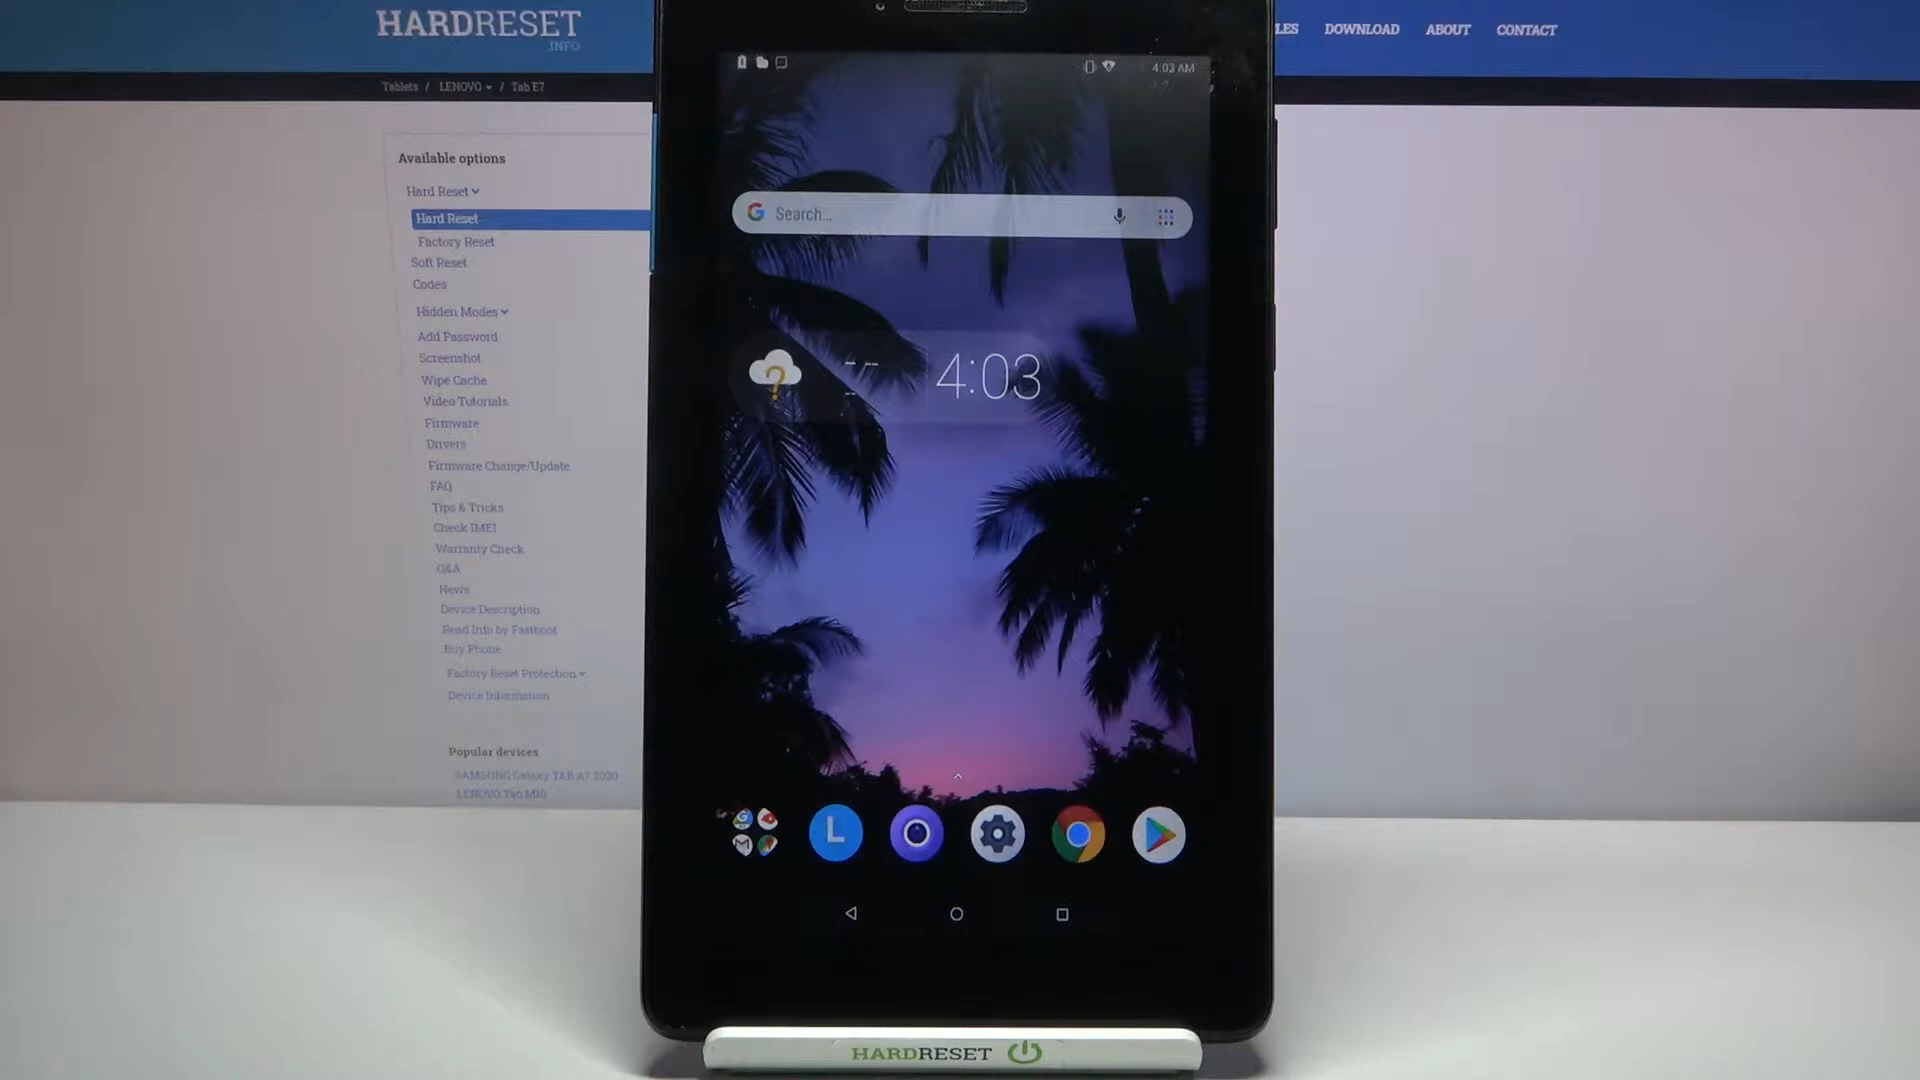 HARDRESET
.INFO
LES DOWNLOAD ABOUT CONTACT
Tablets / LENOVO / Tab E7
Available options
Hard Reset
Hard Reset
Factory Reset
Soft Reset
Codes
Hidden Modes
Add Password
Screenshot
Wipe Cache
Video Tutorials
Firmware
Drivers
Firmware Change/Update
FAQ
Tips & Tricks
Check IMEI
Warranty Check
Q&A
News
Device Description
Read Info by Fastboot
Buy Phone
Factory Reset Protection
Device Information
Popular devices
SAMSUNG Galaxy TAB A7 2020
LENOVO Tab M10
4:03 AM
G Search...
-- --
--
4:03
L
HARDRESET